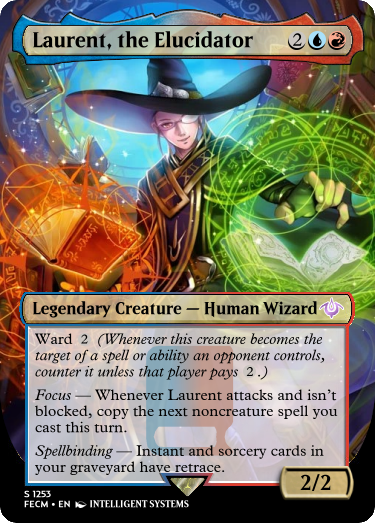 Laurent, the Elucidator 2
Legendary Creature — Human Wizard
Ward 2 (Whenever this creature becomes the
target of a spell or ability an opponent controls,
counter it unless that player pays 2 .)
Focus — Whenever Laurent attacks and isn't
blocked, copy the next noncreature spell you
cast this turn.
Spellbinding — Instant and sorcery cards in
your graveyard have retrace.
2/2
S 1253
FECM • EN INTELLIGENT SYSTEMS